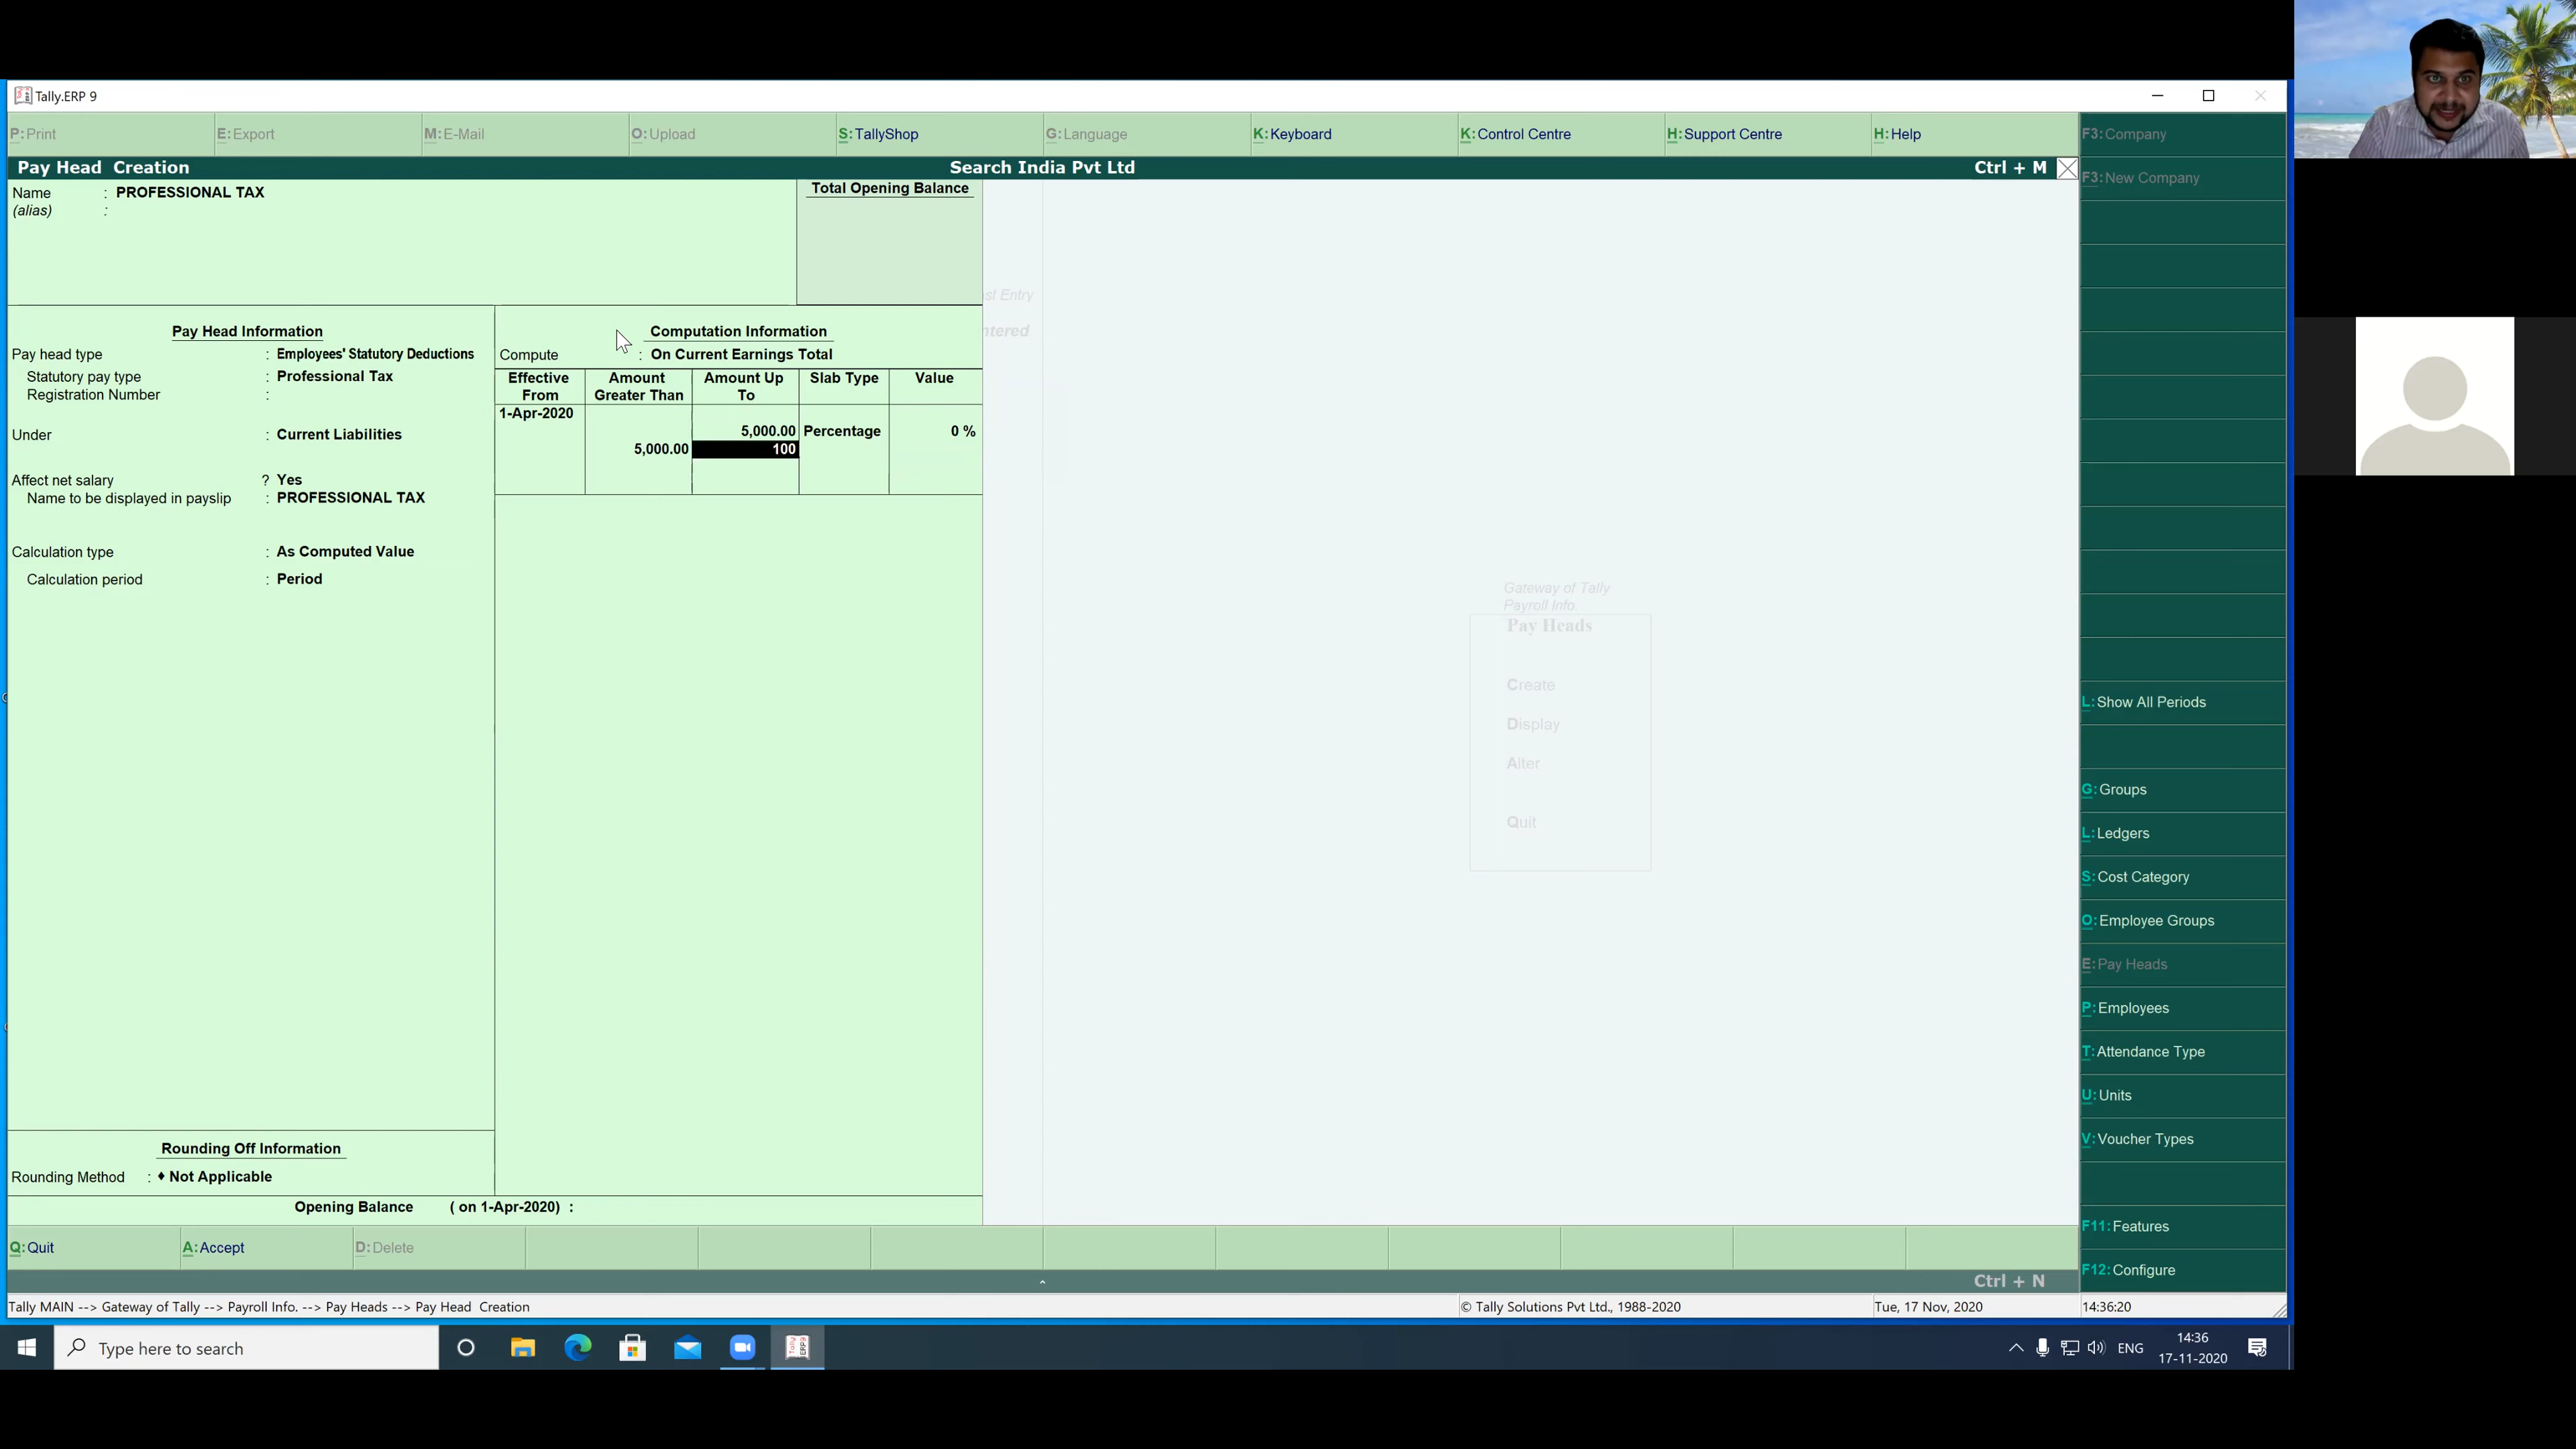 Tally.ERP 9
P: Print E: Export M: E-Mail O: Upload S: TallyShop G: Language K: Keyboard K: Control Centre H: Support Centre H: Help F3: Company
Pay Head Creation Search India Pvt Ltd Ctrl + M
F3: New Company
Name : PROFESSIONAL TAX
(alias) :
Total Opening Balance
st Entry
ntered
Pay Head Information
Pay head type : Employees' Statutory Deductions
Statutory pay type : Professional Tax
Registration Number :
Under : Current Liabilities
Affect net salary ? Yes
Name to be displayed in payslip : PROFESSIONAL TAX
Calculation type : As Computed Value
Calculation period : Period
Computation Information
Compute : On Current Earnings Total
Effective From Amount Greater Than Amount Up To Slab Type Value
1-Apr-2020
5,000.00 Percentage 0 %
5,000.00 100
Gateway of Tally
Payroll Info.
Pay Heads
Create
Display
Alter
Quit
L: Show All Periods
G: Groups
L: Ledgers
S: Cost Category
O: Employee Groups
E: Pay Heads
P: Employees
T: Attendance Type
U: Units
V: Voucher Types
F11: Features
F12: Configure
Rounding Off Information
Rounding Method : ♦ Not Applicable
Opening Balance ( on 1-Apr-2020) :
Q: Quit A: Accept D: Delete
Ctrl + N
Tally MAIN --> Gateway of Tally --> Payroll Info. --> Pay Heads --> Pay Head Creation © Tally Solutions Pvt Ltd., 1988-2020 Tue, 17 Nov, 2020 14:36:20
Type here to search
ENG
14:36
17-11-2020